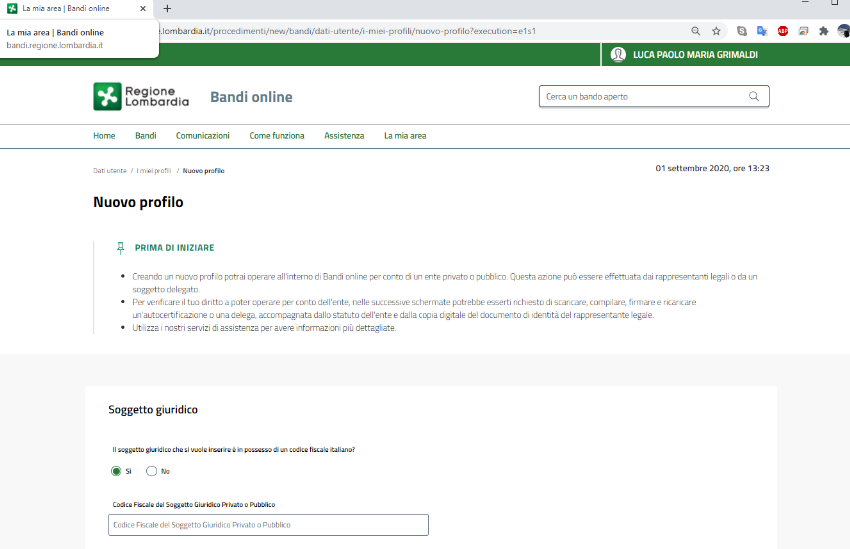 La mia area | Bandi online
La mia area | Bandi online
bandi.regione.lombardia.it
e.lombardia.it/procedimenti/new/bandi/dati-utente/i-miei-profili/nuovo-profilo?execution=e1s1
ABP
LUCA PAOLO MARIA GRIMALDI
Regione
Lombardia
Bandi online
Cerca un bando aperto
Home Bandi Comunicazioni Come funziona Assistenza La mia area
Dati utente / I miei profili / Nuovo profilo
01 settembre 2020, ore 13:23
Nuovo profilo
PRIMA DI INIZIARE
Creando un nuovo profilo potrai operare all'interno di Bandi online per conto di un ente privato o pubblico. Questa azione può essere effettuata dai rappresentanti legali o da un
soggetto delegato.
Per verificare il tuo diritto a poter operare per conto dell'ente, nelle successive schermate potrebbe esserti richiesto di scaricare, compilare, firmare e ricaricare
un'autocertificazione o una delega, accompagnata dallo statuto dell'ente e dalla copia digitale del documento di identità del rappresentante legale.
Utilizza i nostri servizi di assistenza per avere informazioni più dettagliate.
Soggetto giuridico
Il soggetto giuridico che si vuole inserire è in possesso di un codice fiscale italiano?
Sì No
Codice Fiscale del Soggetto Giuridico Privato o Pubblico
Codice Fiscale del Soggetto Giuridico Privato o Pubblico